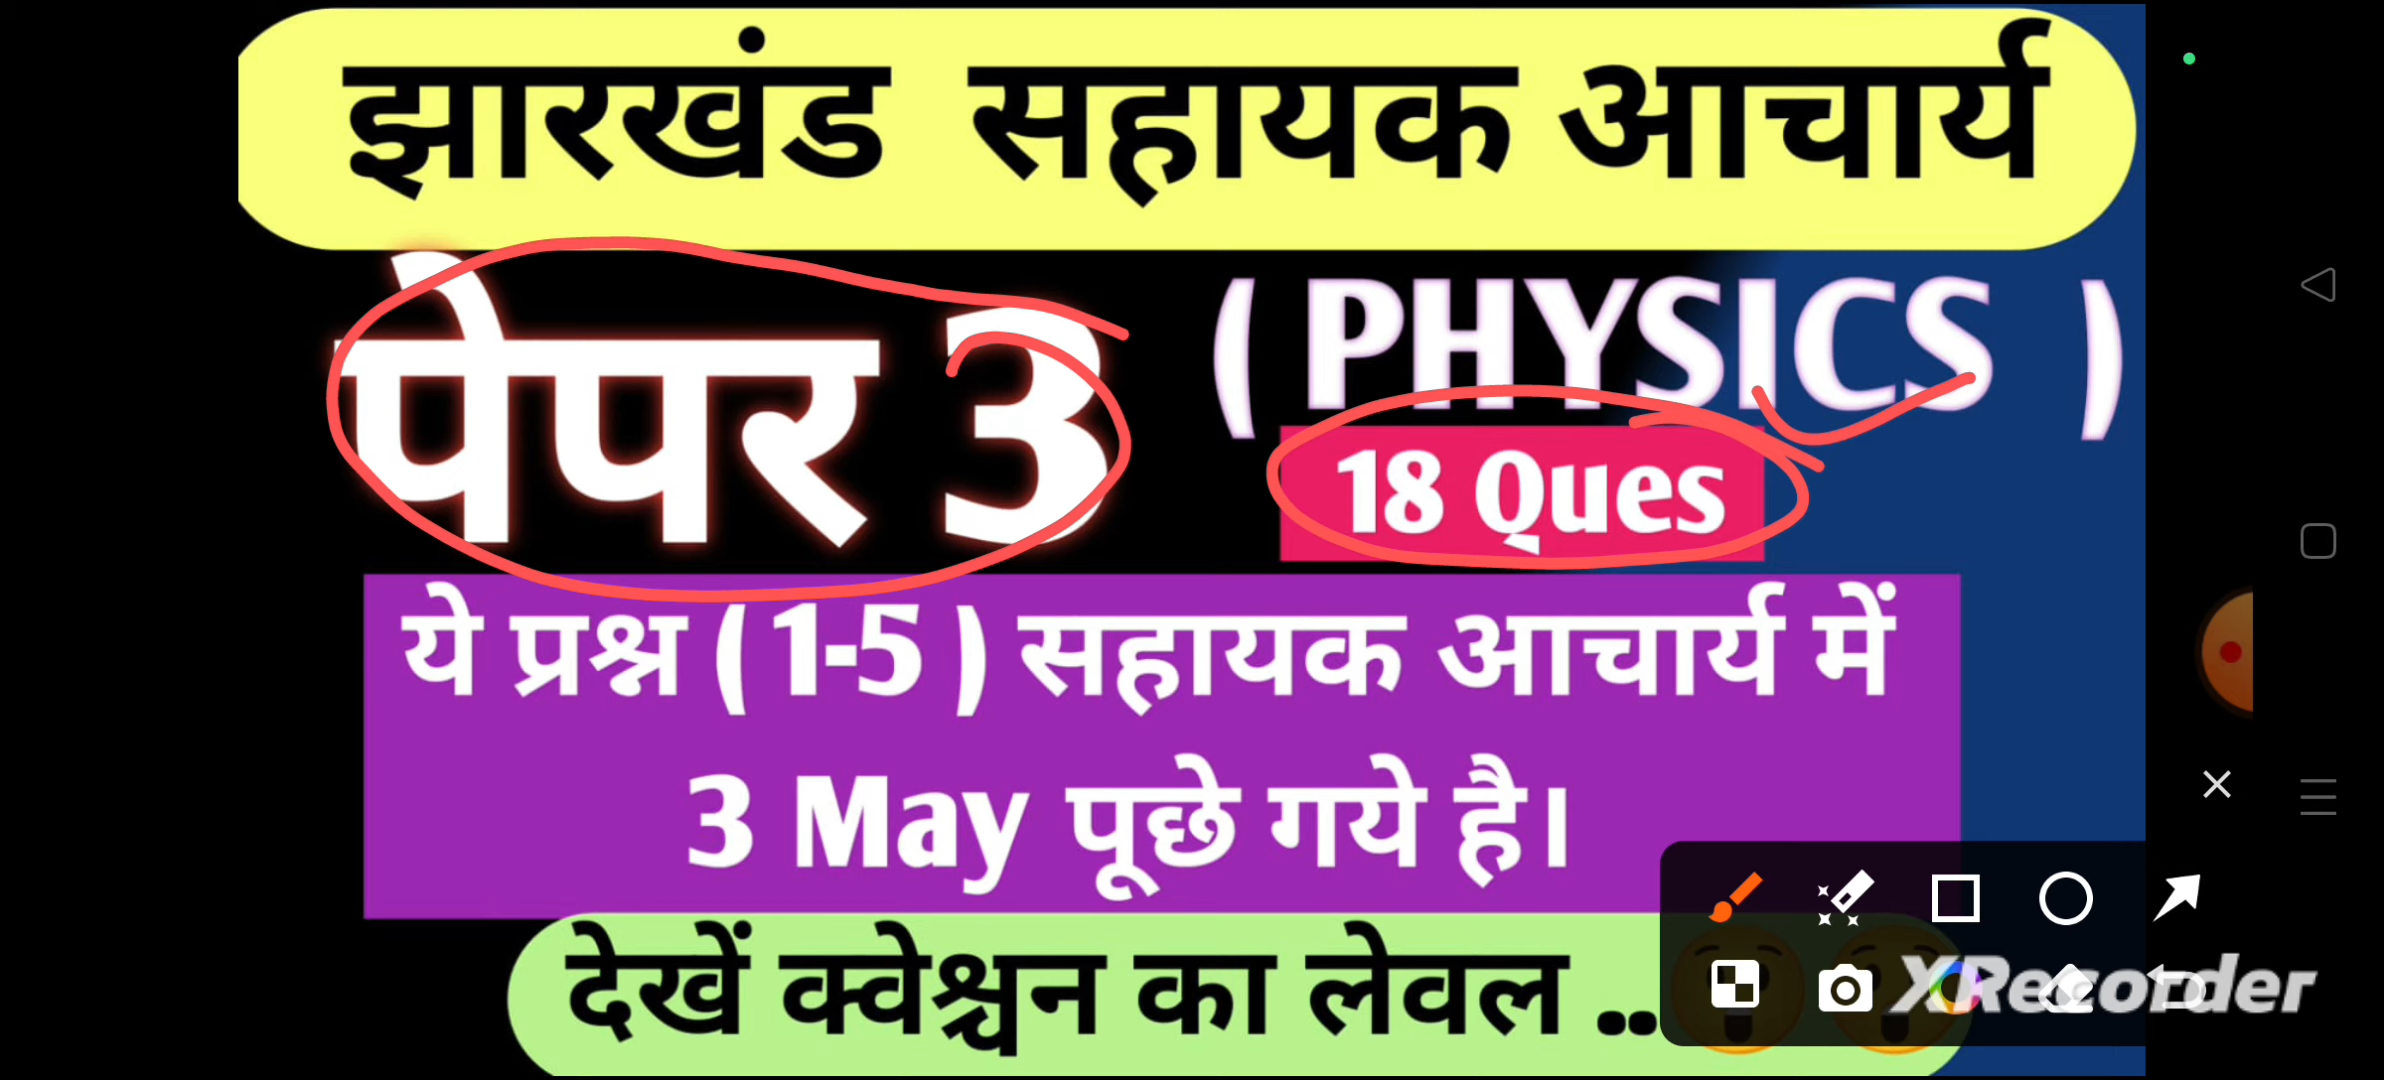 झारखंड सहायक आचार्य
पेपर 3 ( PHYSICS )
18 Ques
ये प्रश्न ( 1-5 ) सहायक आचार्य में
3 May पूछे गये है।
देखें क्वेश्चन का लेवल ..
XRecorder